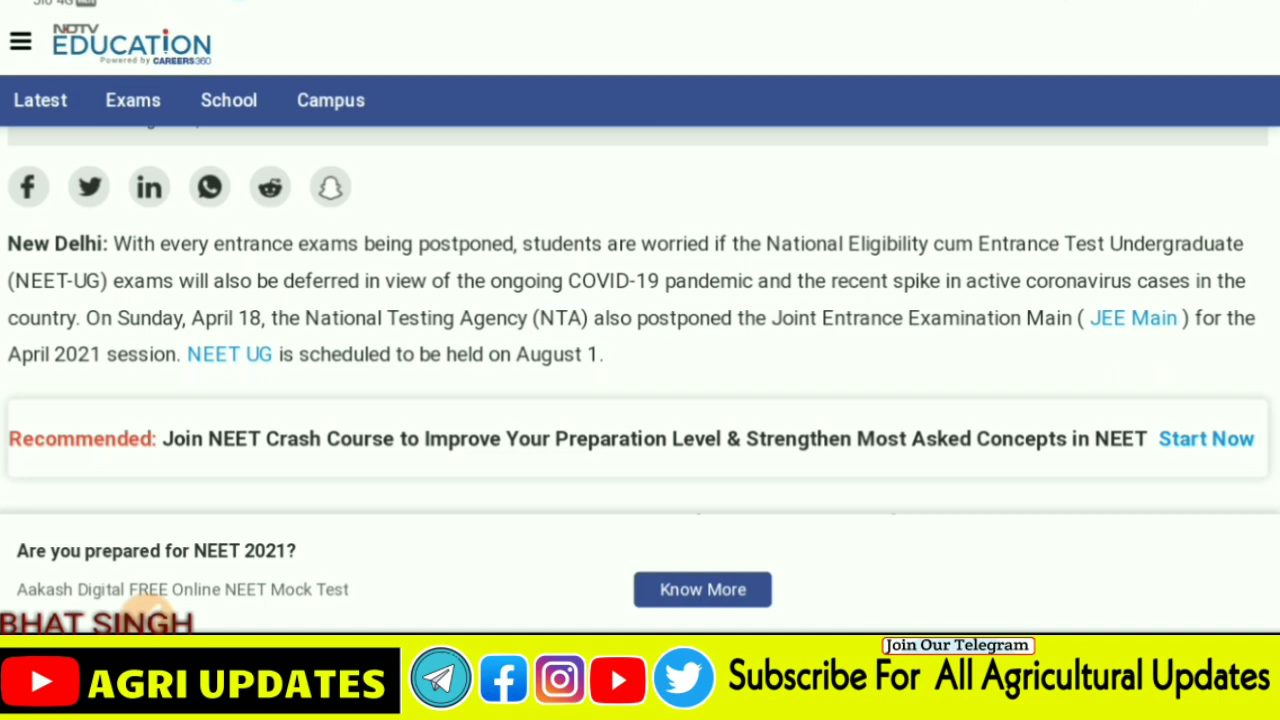 Jio 4G
NDTV
EDUCATION
Powered by CAREERS360
Latest Exams School Campus
New Delhi: With every entrance exams being postponed, students are worried if the National Eligibility cum Entrance Test Undergraduate
(NEET-UG) exams will also be deferred in view of the ongoing COVID-19 pandemic and the recent spike in active coronavirus cases in the
country. On Sunday, April 18, the National Testing Agency (NTA) also postponed the Joint Entrance Examination Main ( JEE Main ) for the
April 2021 session. NEET UG is scheduled to be held on August 1.
Recommended: Join NEET Crash Course to Improve Your Preparation Level & Strengthen Most Asked Concepts in NEET Start Now
Are you prepared for NEET 2021?
Aakash Digital FREE Online NEET Mock Test
Know More
BHAT SINGH
Join Our Telegram
AGRI UPDATES
Subscribe For All Agricultural Updates